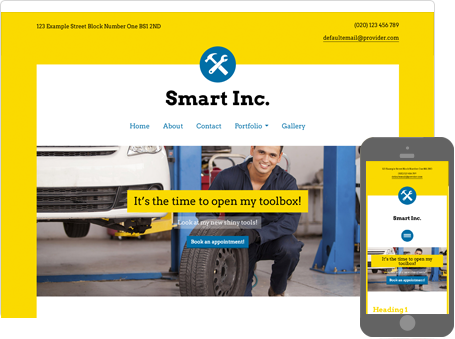 123 Example Street Block Number One BS1 2ND
(020) 123 456 789
defaultemail@provider.com
Smart Inc.
Home About Contact Portfolio Gallery
It's the time to open my toolbox!
Look at my new shiny tools!
Book an appointment!
Smart Inc.
It's the time to open my toolbox!
Book an appointment!
Heading 1